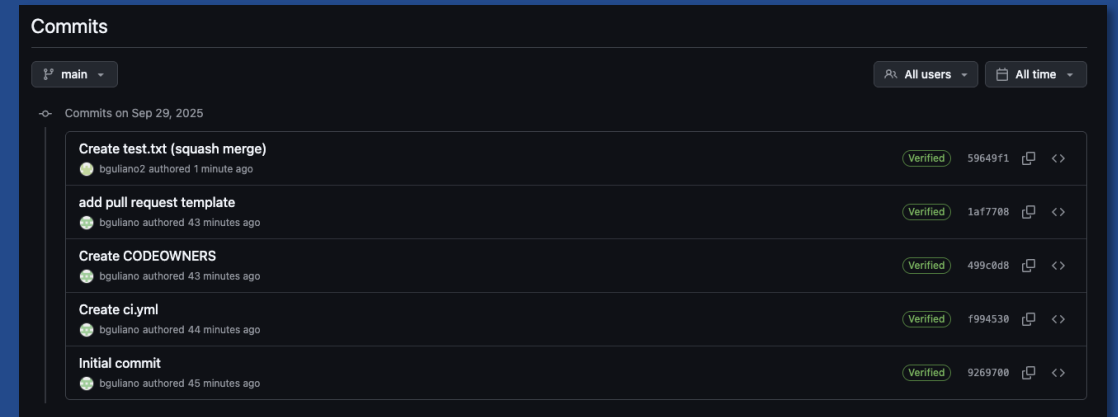 Commits
main
All users
All time
Commits on Sep 29, 2025
Create test.txt (squash merge)
bguliano2 authored 1 minute ago
Verified
59649f1
add pull request template
bguliano authored 43 minutes ago
Verified
1af7708
Create CODEOWNERS
bguliano authored 43 minutes ago
Verified
499c0d8
Create ci.yml
bguliano authored 44 minutes ago
Verified
f994530
Initial commit
bguliano authored 45 minutes ago
Verified
9269700